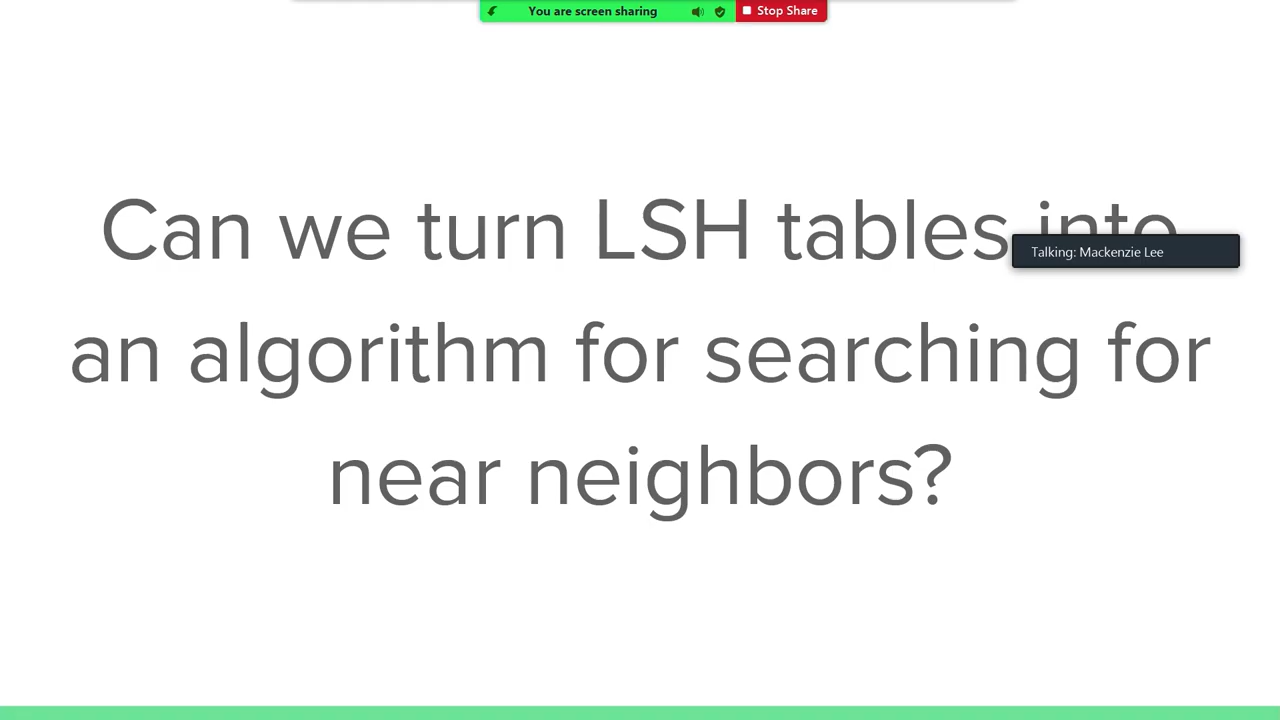 You are screen sharing
Stop Share
Can we turn LSH tables into
Talking: Mackenzie Lee
an algorithm for searching for
near neighbors?